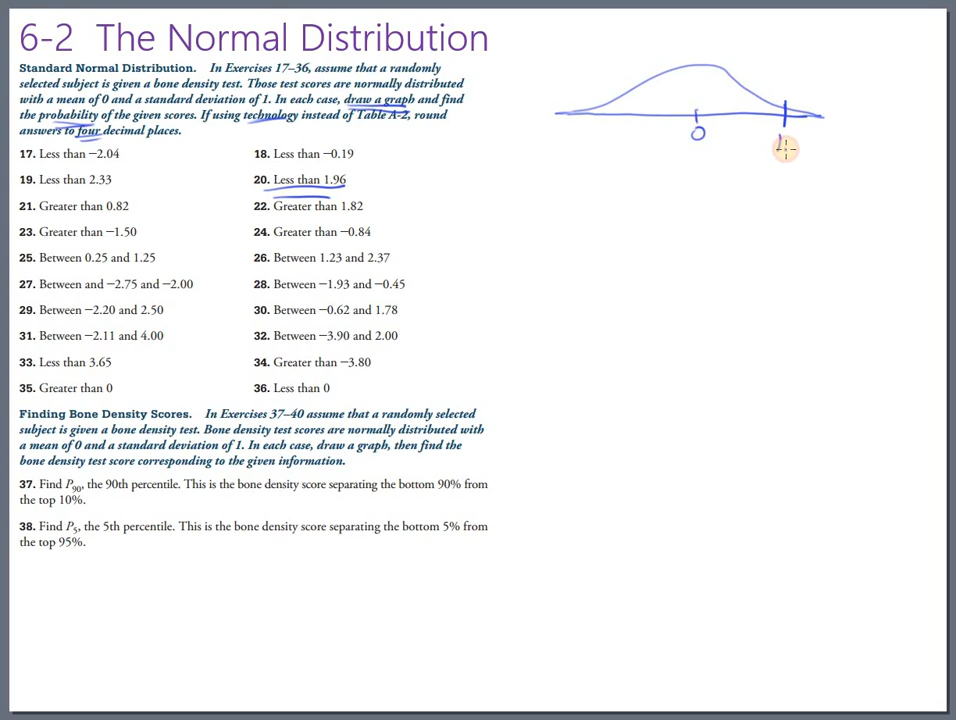 6-2 The Normal Distribution
Standard Normal Distribution. In Exercises 17–36, assume that a randomly
selected subject is given a bone density test. Those test scores are normally distributed
with a mean of 0 and a standard deviation of 1. In each case, draw a graph and find
the probability of the given scores. If using technology instead of Table A-2, round
answers to four decimal places.
17. Less than −2.04
18. Less than −0.19
19. Less than 2.33
20. Less than 1.96
21. Greater than 0.82
22. Greater than 1.82
23. Greater than −1.50
24. Greater than −0.84
25. Between 0.25 and 1.25
26. Between 1.23 and 2.37
27. Between and −2.75 and −2.00
28. Between −1.93 and −0.45
29. Between −2.20 and 2.50
30. Between −0.62 and 1.78
31. Between −2.11 and 4.00
32. Between −3.90 and 2.00
33. Less than 3.65
34. Greater than −3.80
35. Greater than 0
36. Less than 0
Finding Bone Density Scores. In Exercises 37–40 assume that a randomly selected
subject is given a bone density test. Bone density test scores are normally distributed with
a mean of 0 and a standard deviation of 1. In each case, draw a graph, then find the
bone density test score corresponding to the given information.
37. Find P90, the 90th percentile. This is the bone density score separating the bottom 90% from
the top 10%.
38. Find P5, the 5th percentile. This is the bone density score separating the bottom 5% from
the top 95%.
0